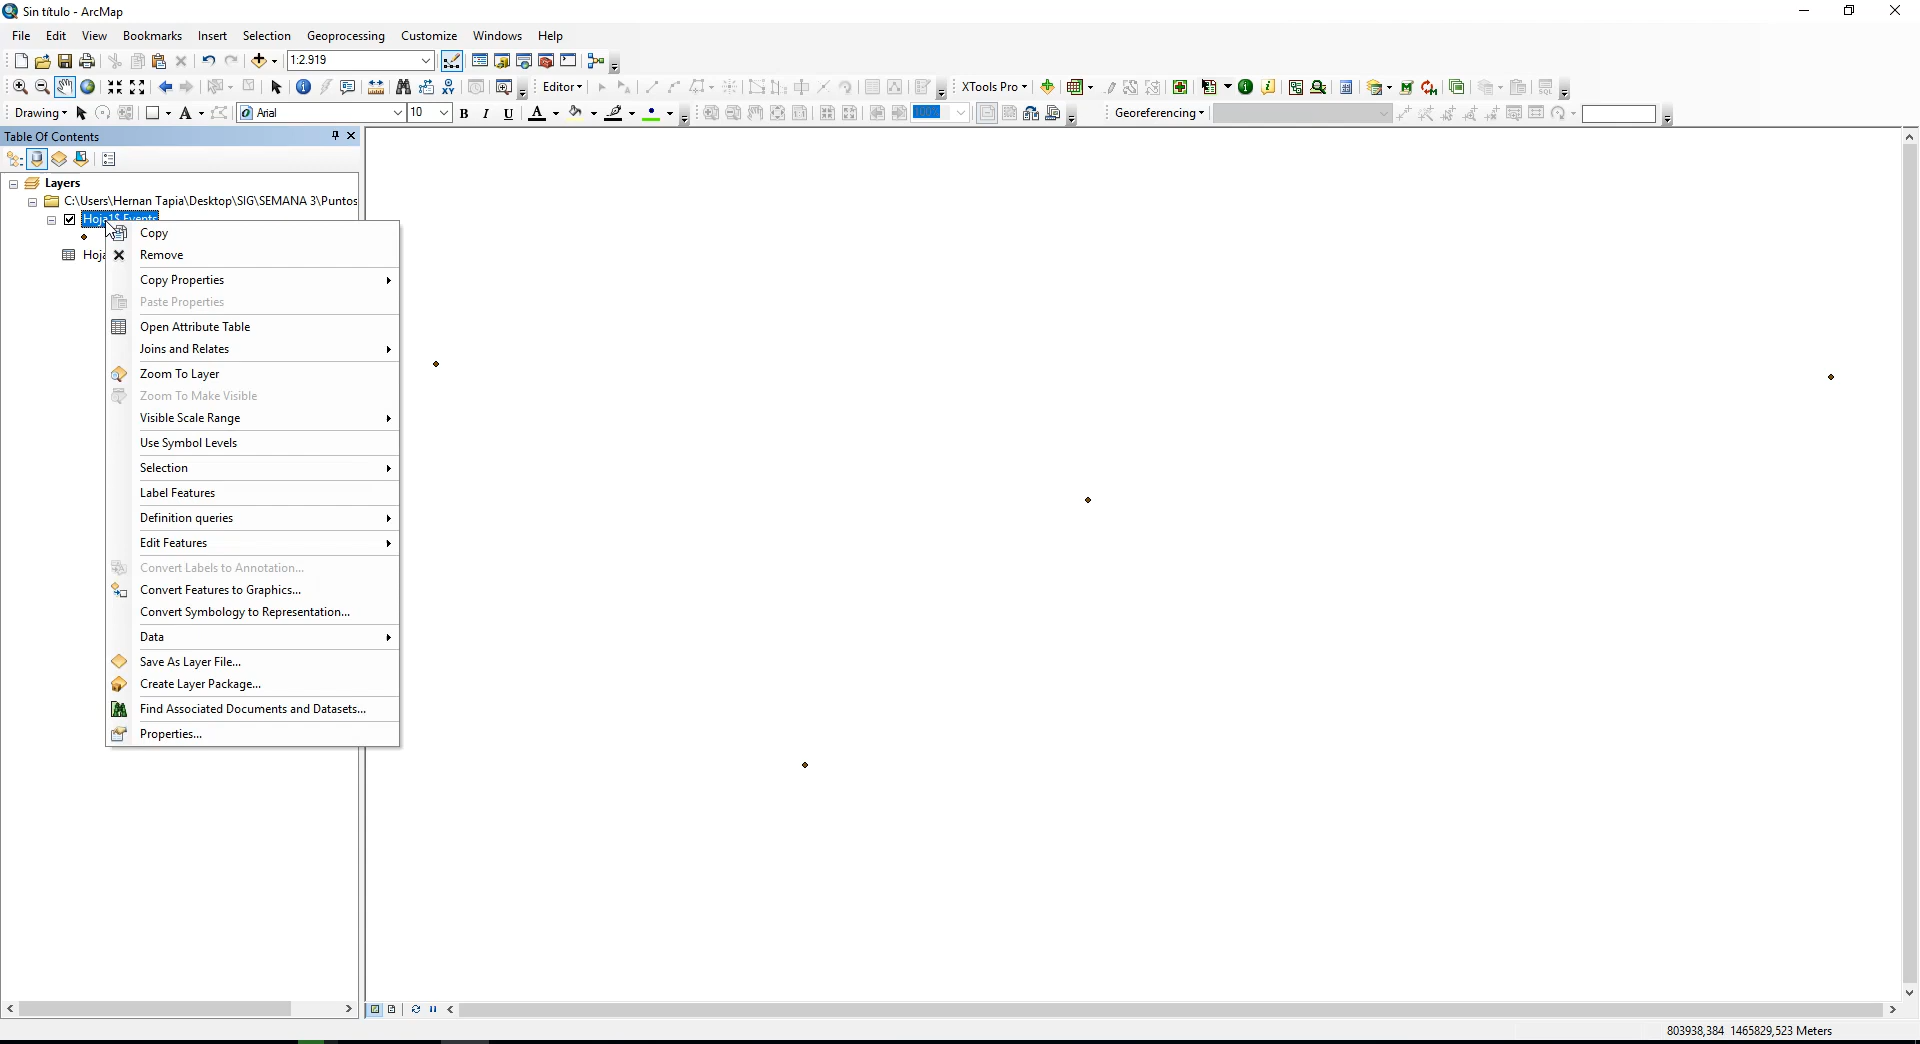 Sin título - ArcMap
File Edit View Bookmarks Insert Selection Geoprocessing Customize Windows Help
1:2.919
Editor XTools Pro
Drawing Arial 10 B I U A 100% Georeferencing
Table Of Contents
Layers
C:\Users\Hernan Tapia\Desktop\SIG\SEMANA 3\Puntos
Hoja1$ Events
Hoja
Copy
Remove
Copy Properties
Paste Properties
Open Attribute Table
Joins and Relates
Zoom To Layer
Zoom To Make Visible
Visible Scale Range
Use Symbol Levels
Selection
Label Features
Definition queries
Edit Features
Convert Labels to Annotation...
Convert Features to Graphics...
Convert Symbology to Representation...
Data
Save As Layer File...
Create Layer Package...
Find Associated Documents and Datasets...
Properties...
803938,384 1465829,523 Meters